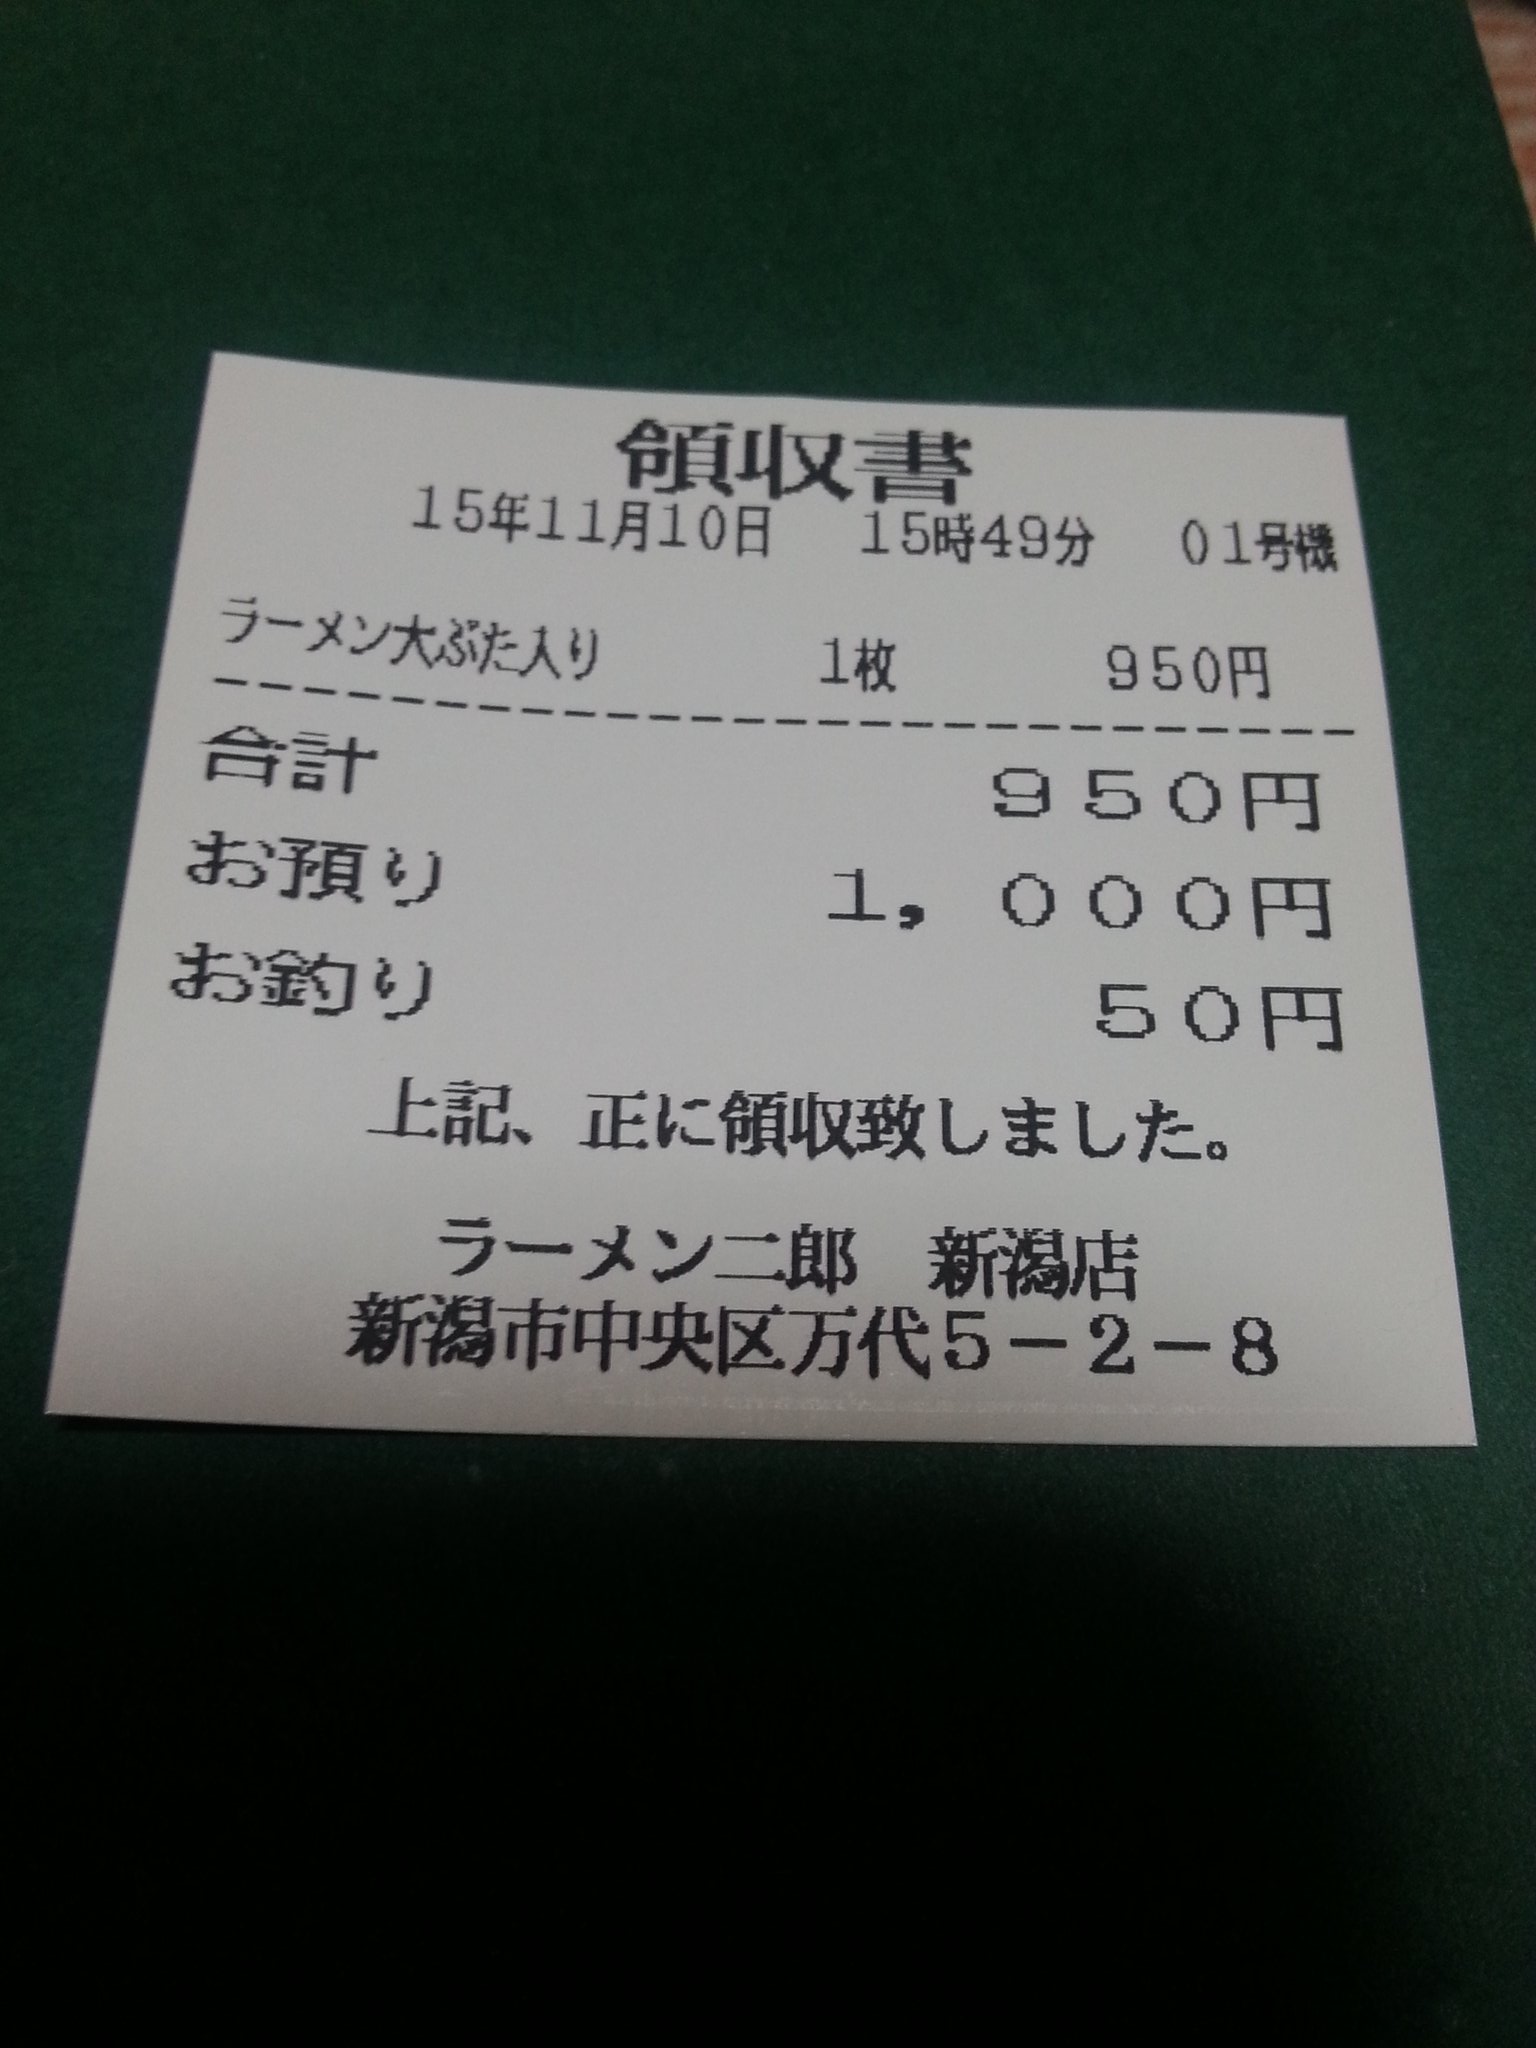 領収書
15年11月10日 15時49分 01号機
ラーメン大ぶた入り 1枚 950円
合計 950円
お預り 1,000円
お釣り 50円
上記、正に領収致しました。
ラーメン二郎 新潟店
新潟市中央区万代5-2-8